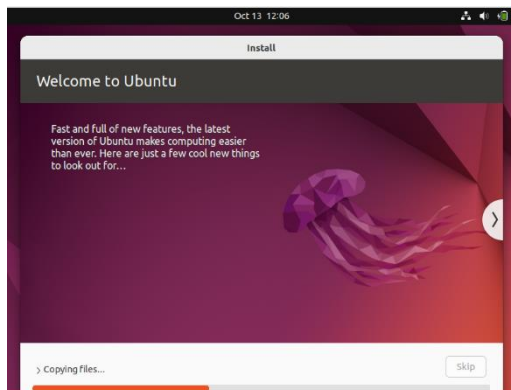 Oct 13 12:06
Install
Welcome to Ubuntu
Fast and full of new features, the latest
version of Ubuntu makes computing easier
than ever. Here are just a few cool new things
to look out for…
> Copying files...
Skip